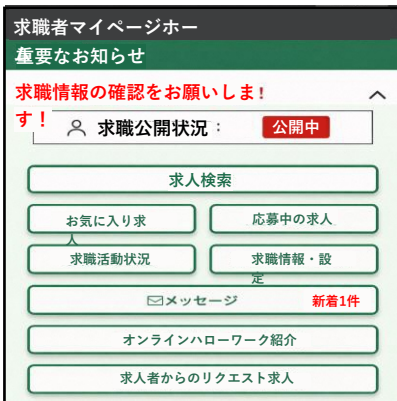 求職者マイページホーム
重要なお知らせ
求職情報の確認をお願いします！
求職公開状況： 公開中
求人検索
お気に入り求人
応募中の求人
求職活動状況
求職情報・設定
メッセージ 新着1件
オンラインハローワーク紹介
求人者からのリクエスト求人